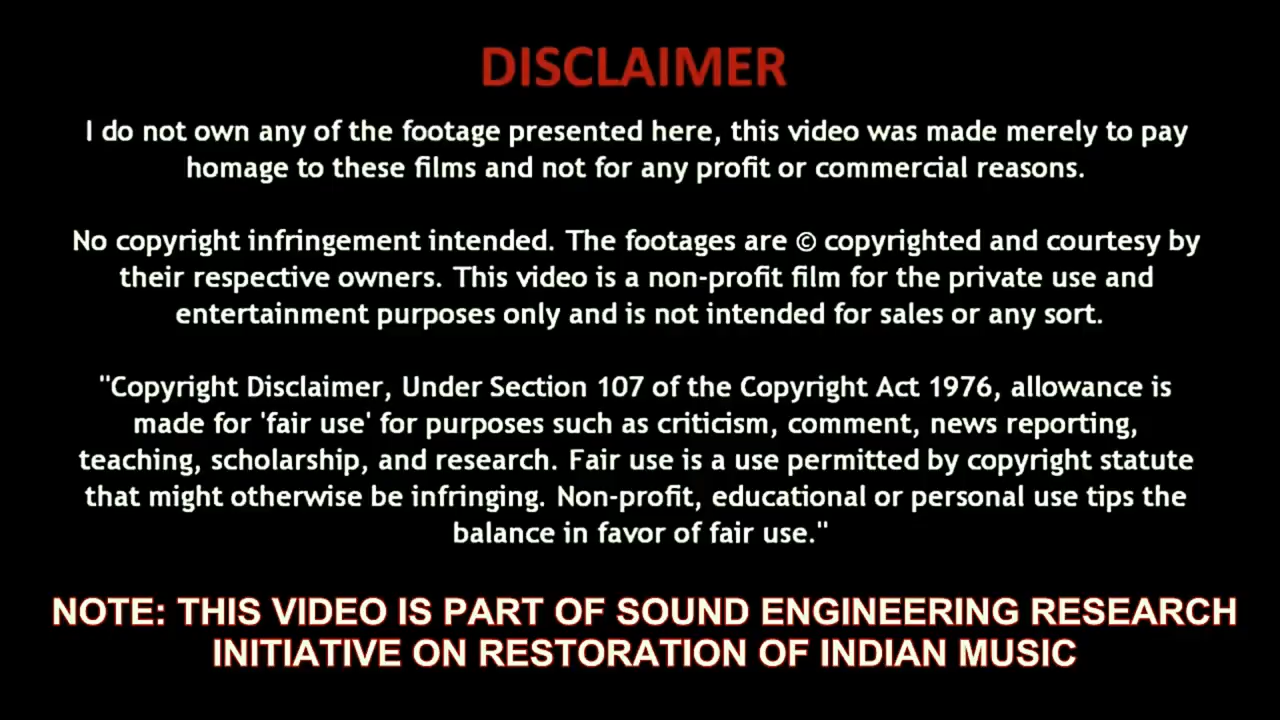 DISCLAIMER
I do not own any of the footage presented here, this video was made merely to pay
homage to these films and not for any profit or commercial reasons.
No copyright infringement intended. The footages are © copyrighted and courtesy by
their respective owners. This video is a non-profit film for the private use and
entertainment purposes only and is not intended for sales or any sort.
"Copyright Disclaimer, Under Section 107 of the Copyright Act 1976, allowance is
made for 'fair use' for purposes such as criticism, comment, news reporting,
teaching, scholarship, and research. Fair use is a use permitted by copyright statute
that might otherwise be infringing. Non-profit, educational or personal use tips the
balance in favor of fair use."
NOTE: THIS VIDEO IS PART OF SOUND ENGINEERING RESEARCH
INITIATIVE ON RESTORATION OF INDIAN MUSIC